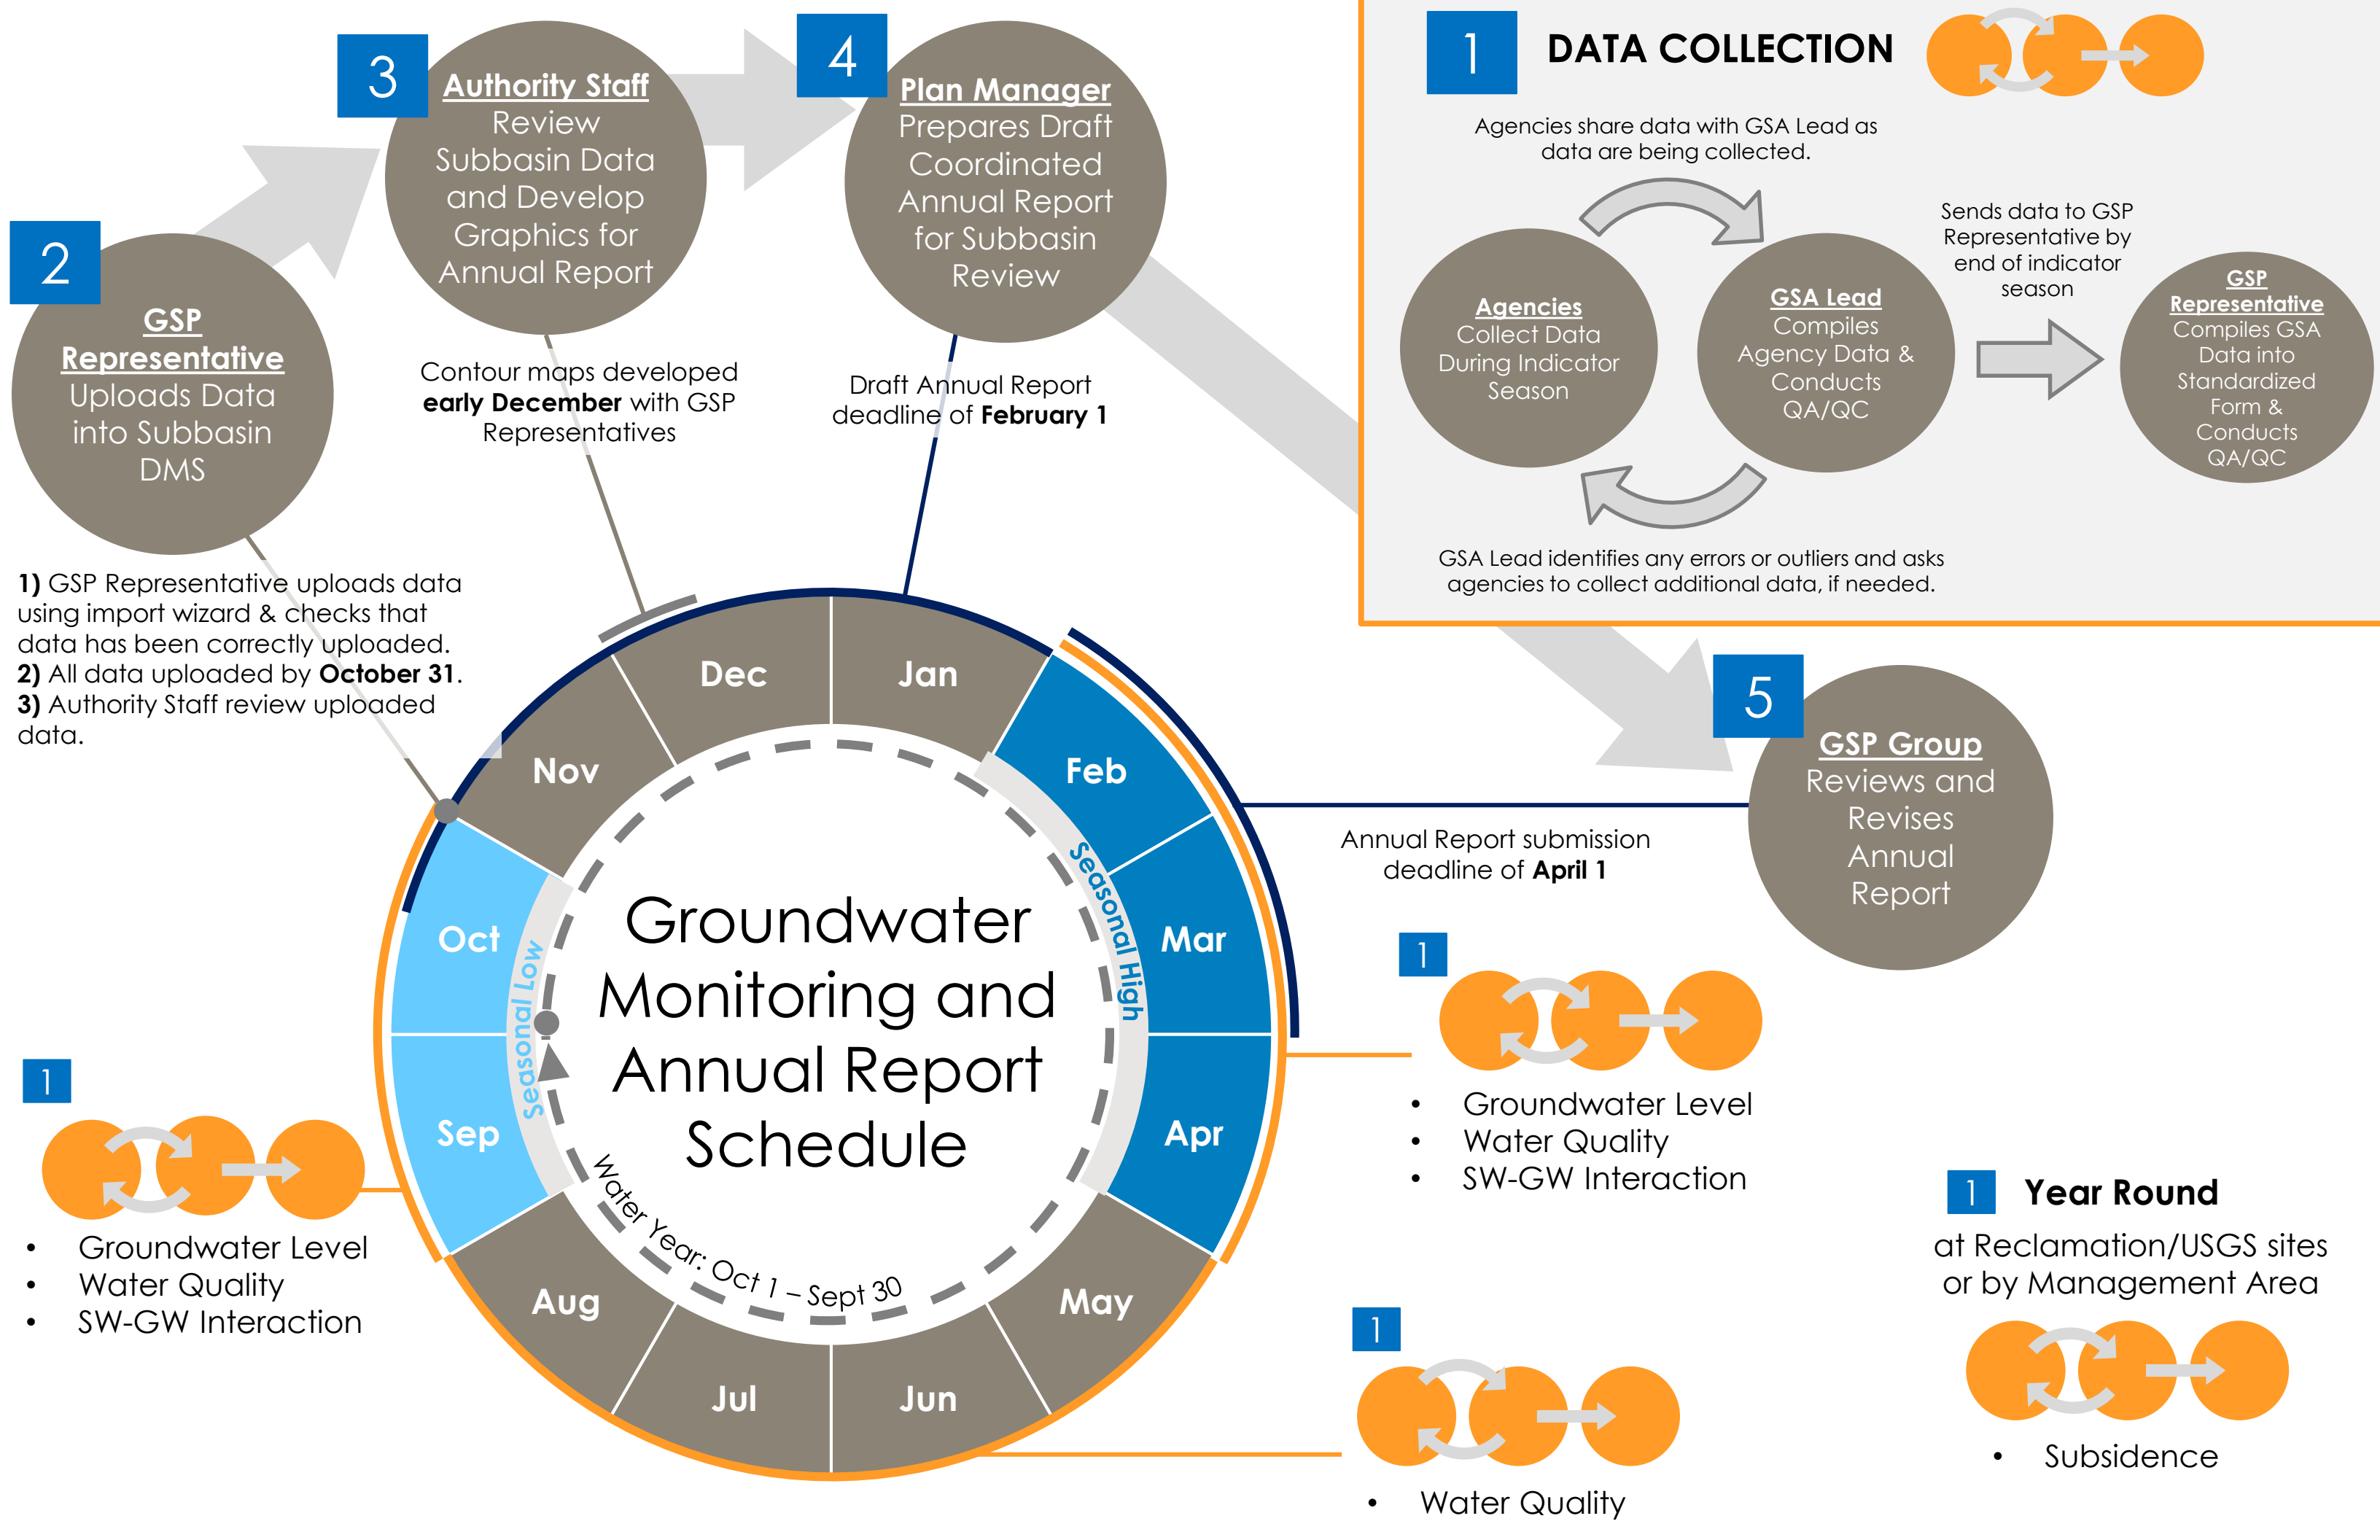 3
Authority Staff
Review
Subbasin Data
and Develop
Graphics for
Annual Report
4
Plan Manager
Prepares Draft
Coordinated
Annual Report
for Subbasin
Review
1
DATA COLLECTION
Agencies share data with GSA Lead as
data are being collected.
Agencies
Collect Data
During Indicator
Season
GSA Lead
Compiles
Agency Data &
Conducts
QA/QC
Sends data to GSP
Representative by
end of indicator
season
GSP
Representative
Compiles GSA
Data into
Standardized
Form &
Conducts
QA/QC
GSA Lead identifies any errors or outliers and asks
agencies to collect additional data, if needed.
2
GSP
Representative
Uploads Data
into Subbasin
DMS
Contour maps developed
early December with GSP
Representatives
Draft Annual Report
deadline of February 1
1) GSP Representative uploads data
using import wizard & checks that
data has been correctly uploaded.
2) All data uploaded by October 31.
3) Authority Staff review uploaded
data.
5
GSP Group
Reviews and
Revises
Annual
Report
Annual Report submission
deadline of April 1
Dec
Jan
Nov
Feb
Oct
Mar
Sep
Apr
Aug
May
Jul
Jun
Seasonal Low
Seasonal High
Groundwater
Monitoring and
Annual Report
Schedule
Water Year: Oct 1 – Sept 30
1
• Groundwater Level
• Water Quality
• SW-GW Interaction
1
• Groundwater Level
• Water Quality
• SW-GW Interaction
1
• Water Quality
1
Year Round
at Reclamation/USGS sites
or by Management Area
• Subsidence